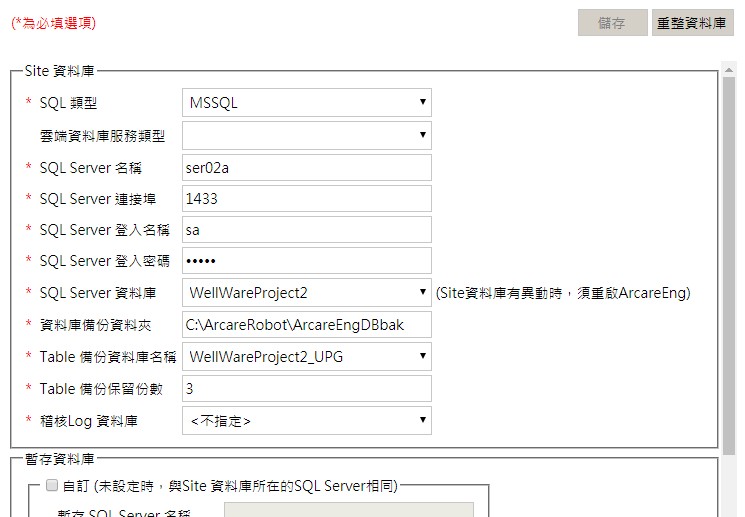 (*為必填選項)
儲存 重整資料庫
Site 資料庫
* SQL 類型 MSSQL
雲端資料庫服務類型
* SQL Server 名稱 ser02a
* SQL Server 連接埠 1433
* SQL Server 登入名稱 sa
* SQL Server 登入密碼 •••••
* SQL Server 資料庫 WellWareProject2 (Site資料庫有異動時，須重啟ArcareEng)
* 資料庫備份資料夾 C:\ArcareRobot\ArcareEngDBbak
* Table 備份資料庫名稱 WellWareProject2_UPG
* Table 備份保留份數 3
* 稽核Log 資料庫 <不指定>
暫存資料庫
自訂 (未設定時，與Site 資料庫所在的SQL Server相同)
暫存 SQL Server 名稱